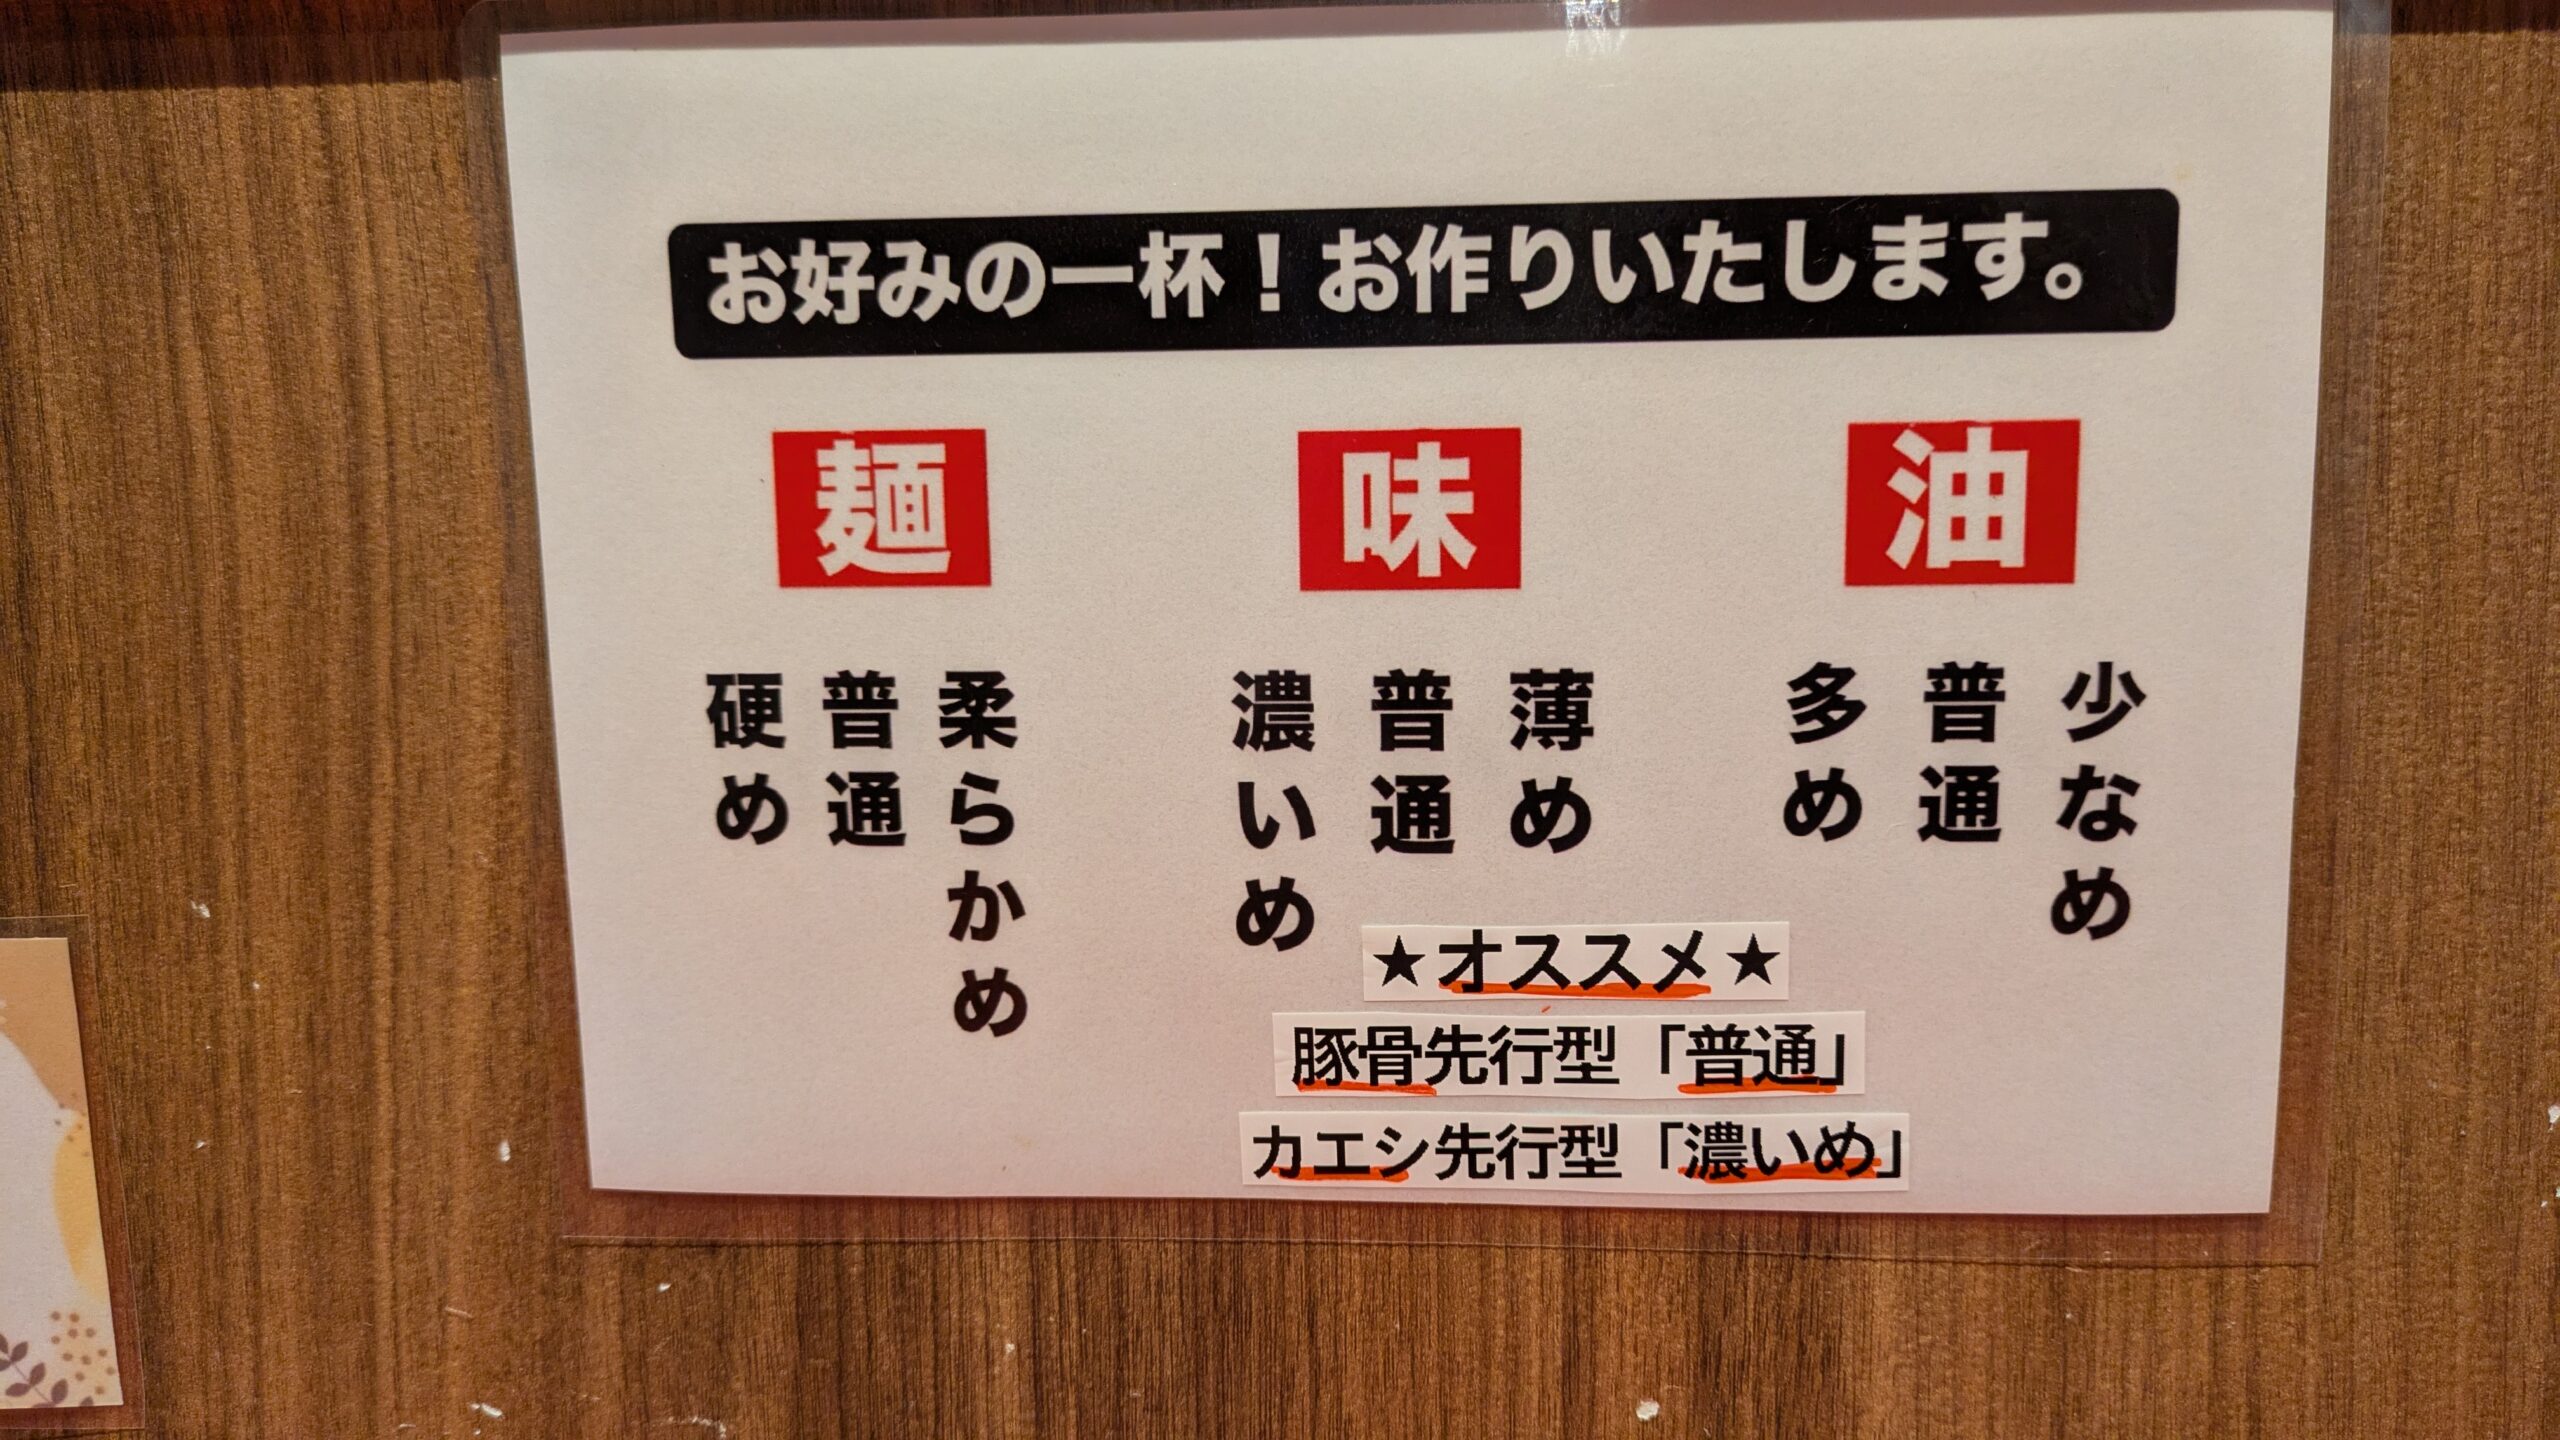 お好みの一杯！お作りいたします。
麺
硬め
普通
柔らかめ
味
濃いめ
普通
薄め
油
多め
普通
少なめ
★オススメ★
豚骨先行型「普通」
カエシ先行型「濃いめ」